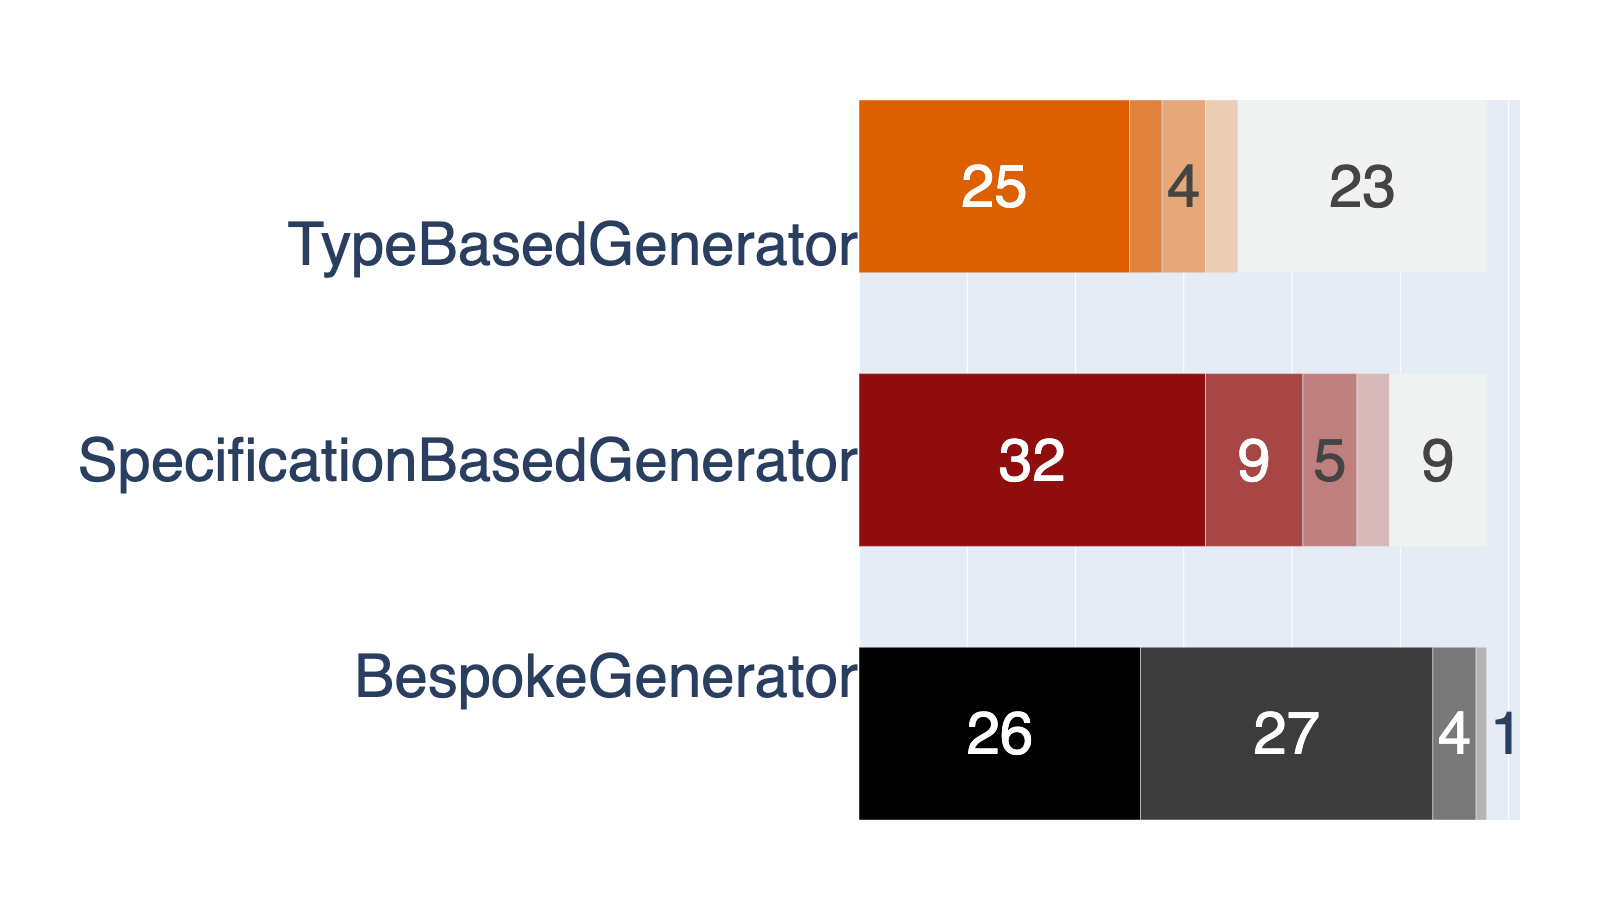 25 4 23
TypeBasedGenerator
SpecificationBasedGenerator 32 9 5 9
BespokeGenerator
26 27 4 1